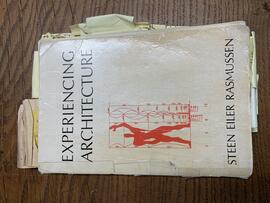 EXPERIENCING
ARCHITECTURE
STEEN EILER RASMUSSEN